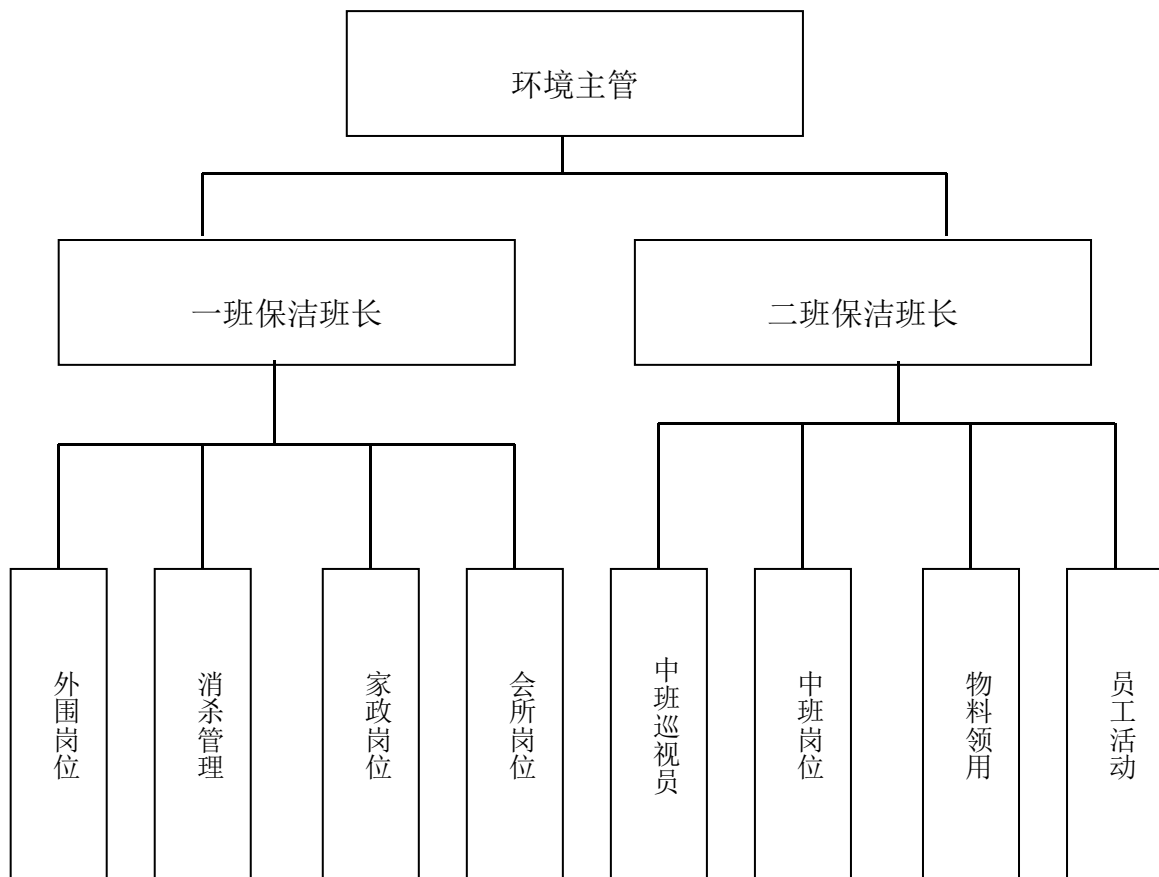 环境主管
一班保洁班长
二班保洁班长
外围岗位
消杀管理
家政岗位
会所岗位
中班巡视员
中班岗位
物料领用
员工活动